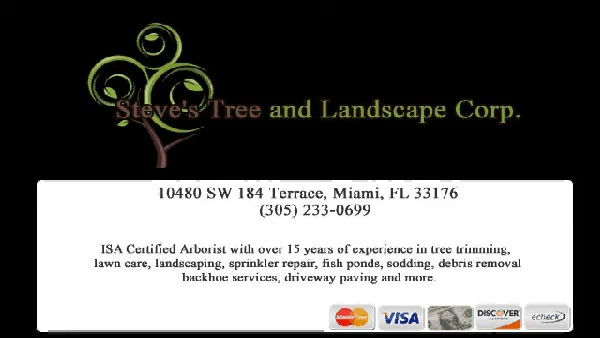 Steve's Tree and Landscape Corp.
10480 SW 184 Terrace, Miami, FL 33176
(305) 233-0699
ISA Certified Arborist with over 15 years of experience in tree trimming,
lawn care, landscaping, sprinkler repair, fish ponds, sodding, debris removal
backhoe services, driveway paving and more.
MasterCard VISA DISCOVER echeck